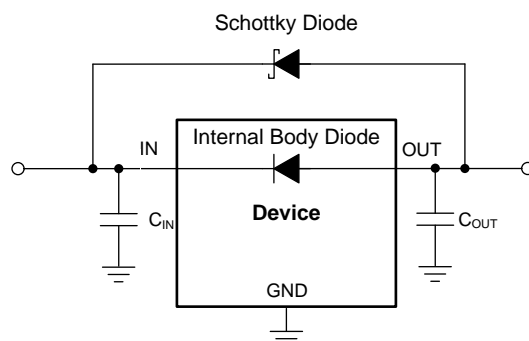 Schottky Diode
IN
Internal Body Diode
OUT
CIN
Device
COUT
GND